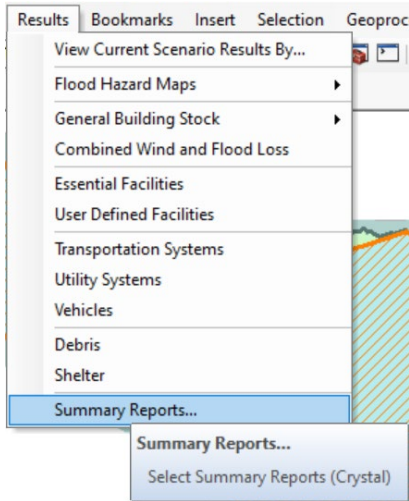 Results Bookmarks Insert Selection Geoproc
View Current Scenario Results By...
Flood Hazard Maps
General Building Stock
Combined Wind and Flood Loss
Essential Facilities
User Defined Facilities
Transportation Systems
Utility Systems
Vehicles
Debris
Shelter
Summary Reports...
Summary Reports...
Select Summary Reports (Crystal)